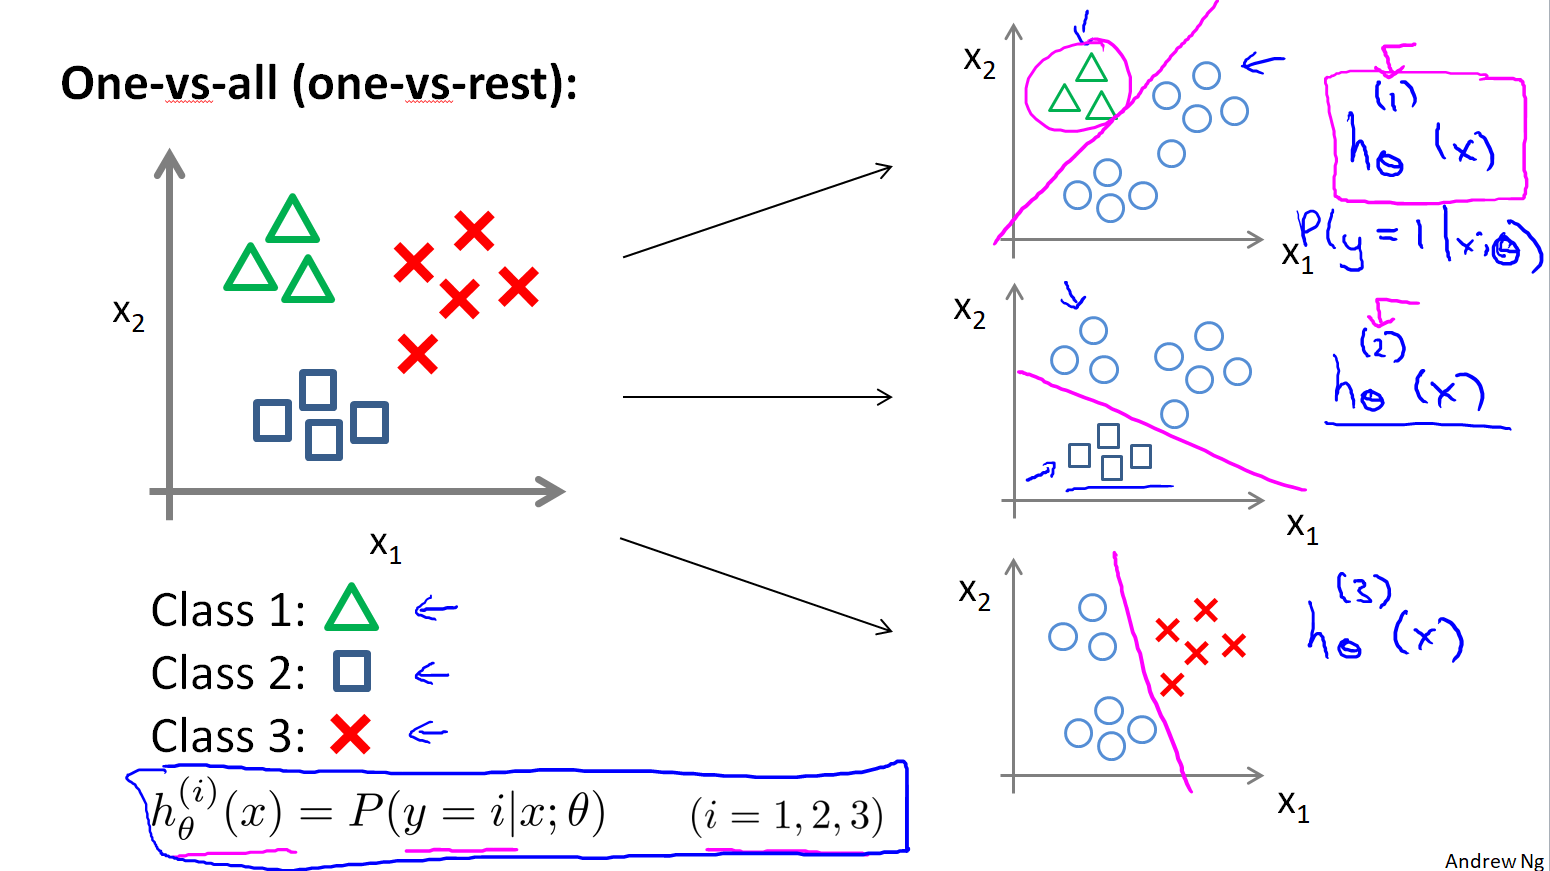 One-vs-all (one-vs-rest):
x2
x1
Class 1:
Class 2:
Class 3:
h_θ^(i)(x) = P(y = i|x; θ) (i = 1, 2, 3)
x2
x1
h_θ^(1)(x)
P(y = 1|x; θ)
x2
x1
h_θ^(2)(x)
x2
x1
h_θ^(3)(x)
Andrew Ng